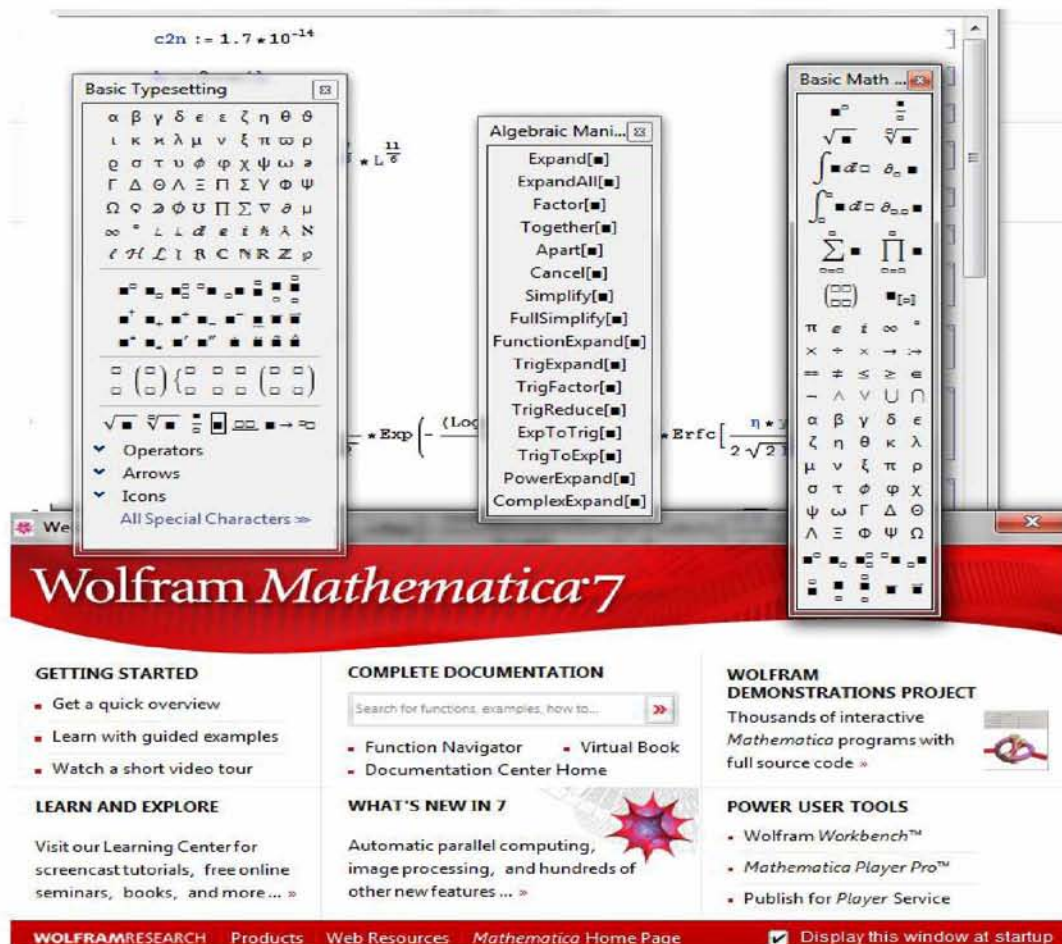 c2n := 1.7*10^-14
Basic Typesetting
α β γ δ ϵ ε ζ η θ ϑ
ι κ ϰ λ μ ν ξ π ϖ ρ
ϱ σ τ υ ϕ φ χ ψ ω
Γ Δ Θ Λ Ξ Π Σ Υ Φ Ψ
Ω ∏ ∑ ∇ ∂ μ
∞ °
Operators
Arrows
Icons
All Special Characters
* L^11/6
*Exp(- (Log
*Erfc[ η *
2 √2
Algebraic Mani...
Expand[■]
ExpandAll[■]
Factor[■]
Together[■]
Apart[■]
Cancel[■]
Simplify[■]
FullSimplify[■]
FunctionExpand[■]
TrigExpand[■]
TrigFactor[■]
TrigReduce[■]
ExpToTrig[■]
TrigToExp[■]
PowerExpand[■]
ComplexExpand[■]
Basic Math ...
√■
∫■ⅆ□ ∂□■
∑ ■ ∏ ■
π ⅇ ⅈ ∞ °
× ÷ × → :→
== ≠ ≤ ≥ ∈
¬ ∧ ∨ ∪ ∩
α β γ δ ϵ
ζ η θ κ λ
μ ν ξ π ρ
σ τ ϕ φ χ
ψ ω Γ Δ Θ
Λ Ξ Φ Ψ Ω
We
Wolfram Mathematica 7
GETTING STARTED
Get a quick overview
Learn with guided examples
Watch a short video tour
COMPLETE DOCUMENTATION
Search for functions, examples, how to...
Function Navigator
Virtual Book
Documentation Center Home
WOLFRAM
DEMONSTRATIONS PROJECT
Thousands of interactive
Mathematica programs with
full source code »
LEARN AND EXPLORE
Visit our Learning Center for
screencast tutorials, free online
seminars, books, and more ... »
WHAT'S NEW IN 7
Automatic parallel computing,
image processing, and hundreds of
other new features ... »
POWER USER TOOLS
Wolfram Workbench™
Mathematica Player Pro™
Publish for Player Service
WOLFRAMRESEARCH Products Web Resources Mathematica Home Page
Display this window at startup